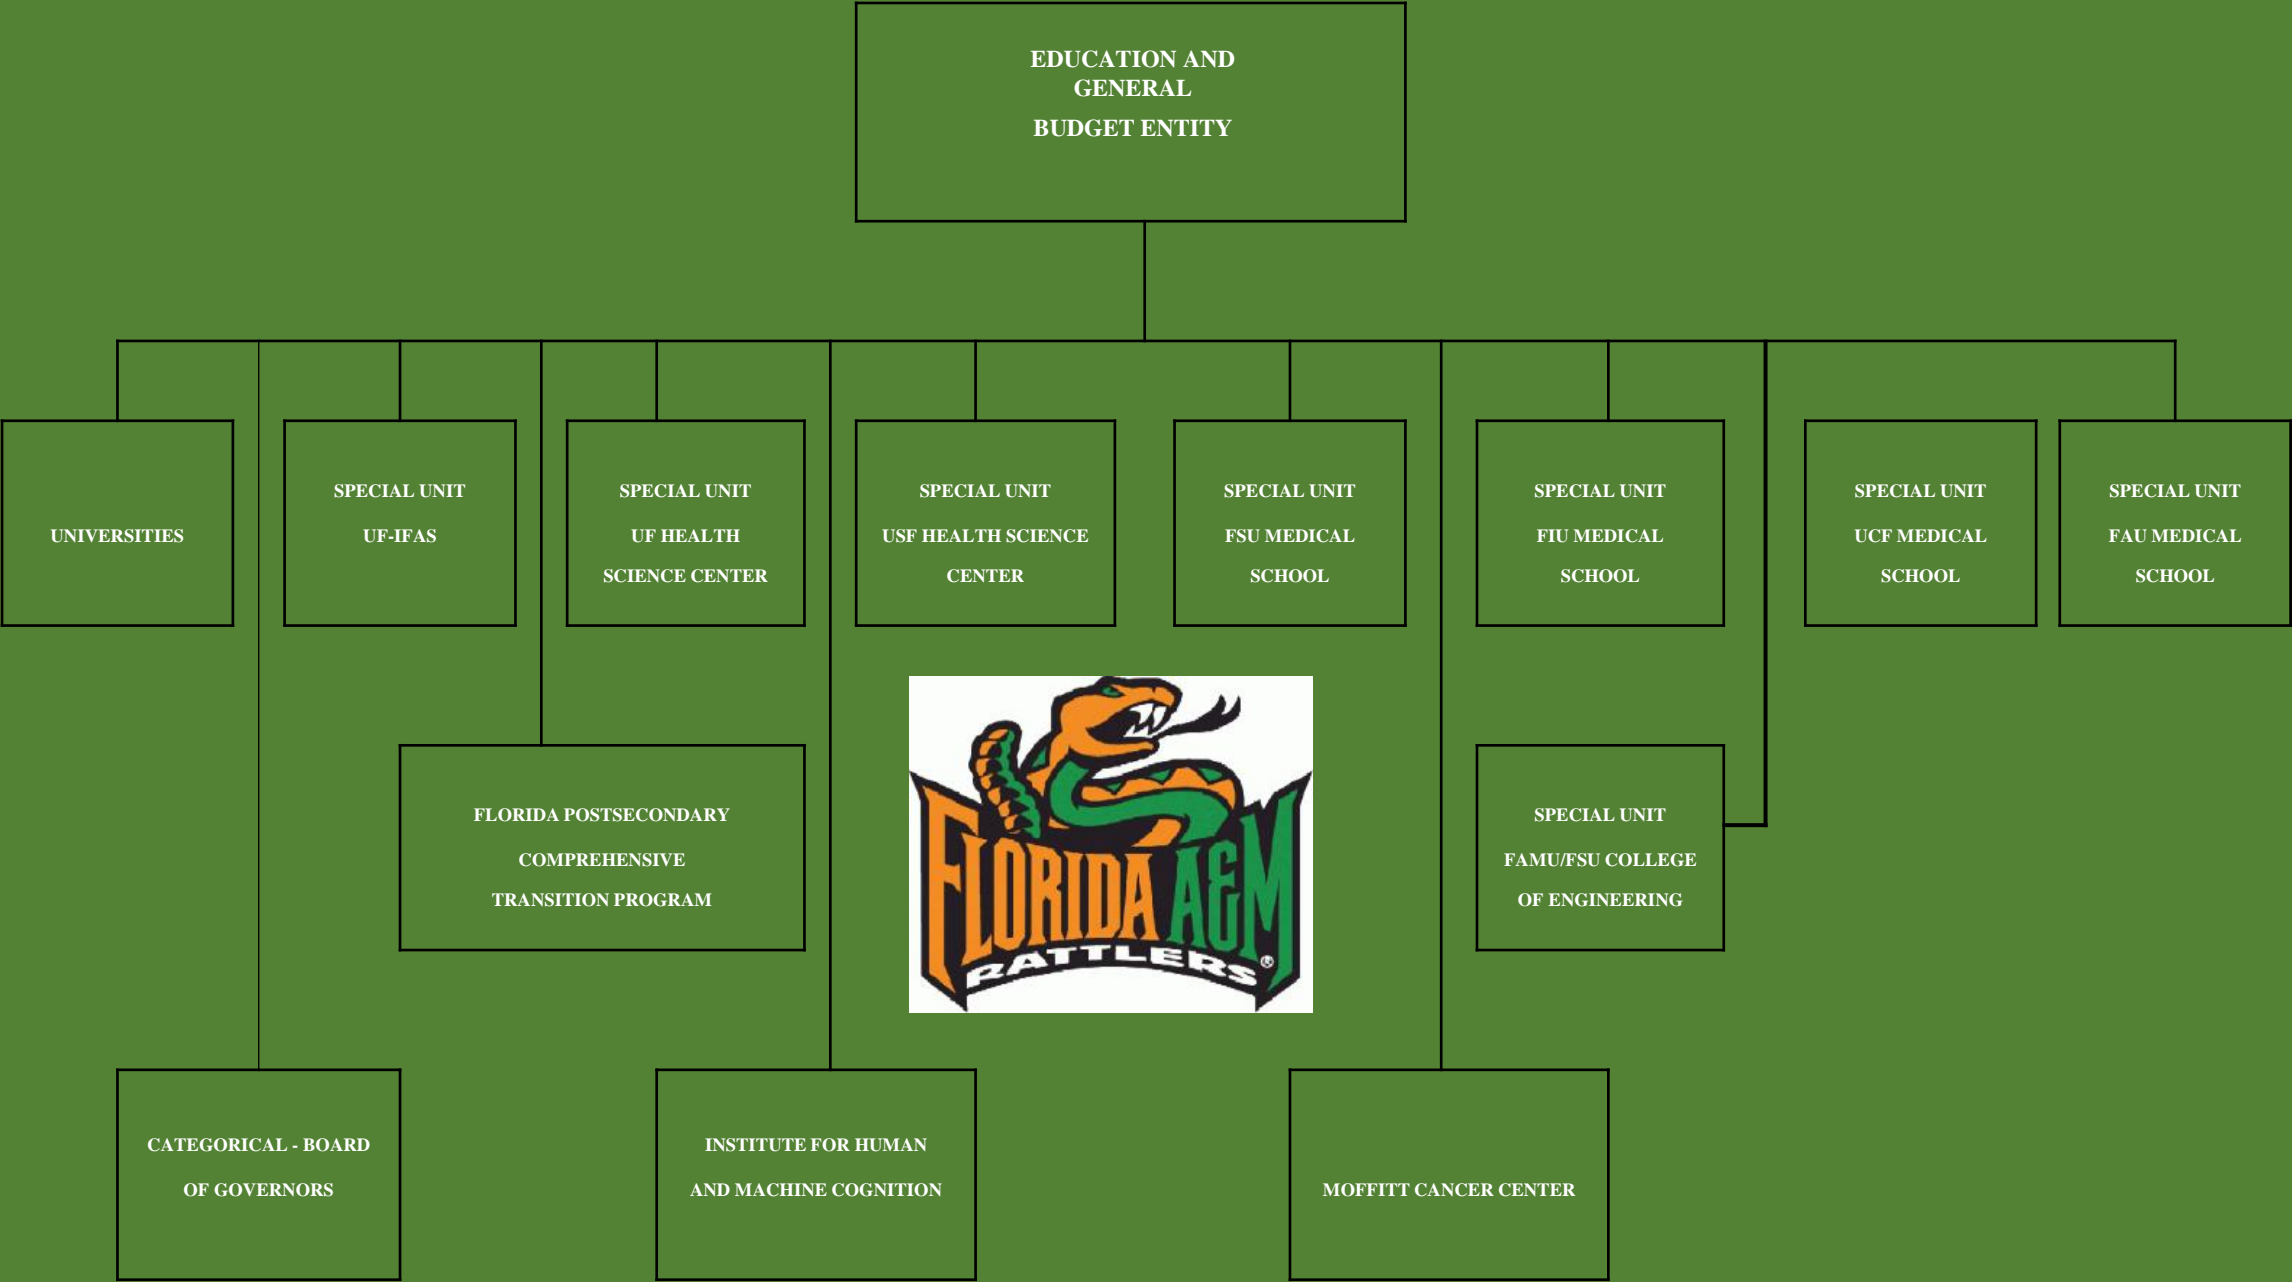 EDUCATION AND
GENERAL
BUDGET ENTITY
UNIVERSITIES
SPECIAL UNIT
UF-IFAS
SPECIAL UNIT
UF HEALTH
SCIENCE CENTER
SPECIAL UNIT
USF HEALTH SCIENCE
CENTER
SPECIAL UNIT
FSU MEDICAL
SCHOOL
SPECIAL UNIT
FIU MEDICAL
SCHOOL
SPECIAL UNIT
UCF MEDICAL
SCHOOL
SPECIAL UNIT
FAU MEDICAL
SCHOOL
FLORIDA POSTSECONDARY
COMPREHENSIVE
TRANSITION PROGRAM
FLORIDA A&M
RATTLERS®
SPECIAL UNIT
FAMU/FSU COLLEGE
OF ENGINEERING
CATEGORICAL - BOARD
OF GOVERNORS
INSTITUTE FOR HUMAN
AND MACHINE COGNITION
MOFFITT CANCER CENTER